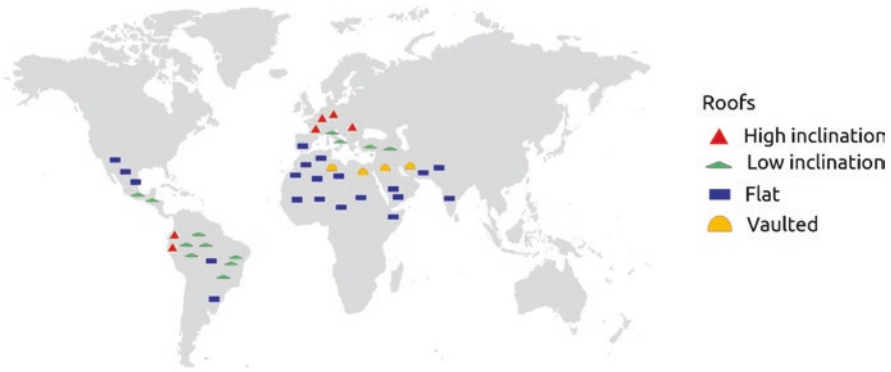 Roofs
High inclination
Low inclination
Flat
Vaulted